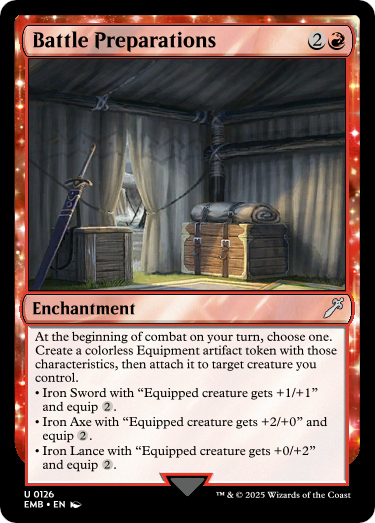 Battle Preparations 2
Enchantment
At the beginning of combat on your turn, choose one.
Create a colorless Equipment artifact token with those
characteristics, then attach it to target creature you
control.
• Iron Sword with “Equipped creature gets +1/+1”
and equip 2.
• Iron Axe with “Equipped creature gets +2/+0” and
equip 2.
• Iron Lance with “Equipped creature gets +0/+2”
and equip 2.
U 0126
EMB • EN
™ & © 2025 Wizards of the Coast